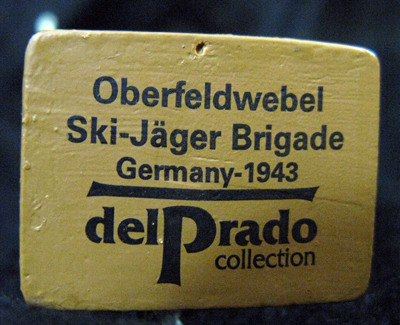 Oberfeldwebel
Ski-Jäger Brigade
Germany-1943
delPrado
collection